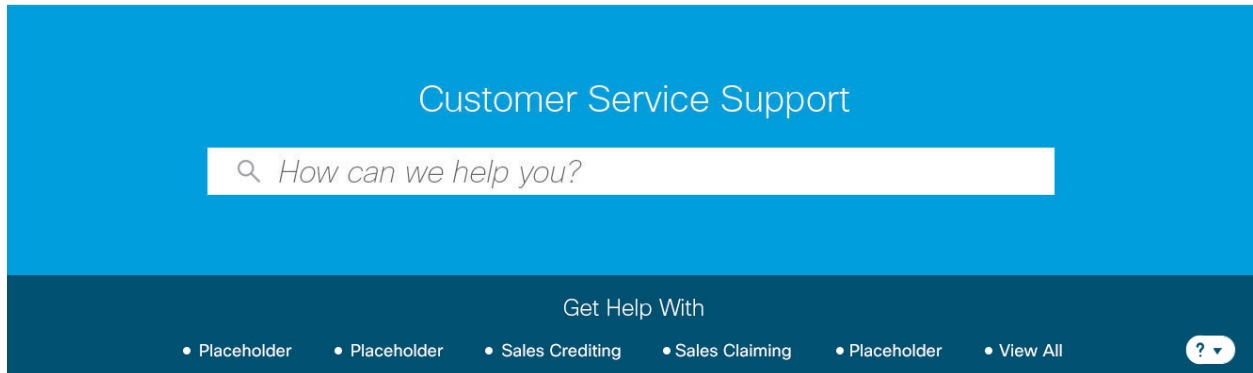 Customer Service Support
How can we help you?
Get Help With
• Placeholder • Placeholder • Sales Crediting • Sales Claiming • Placeholder • View All ?